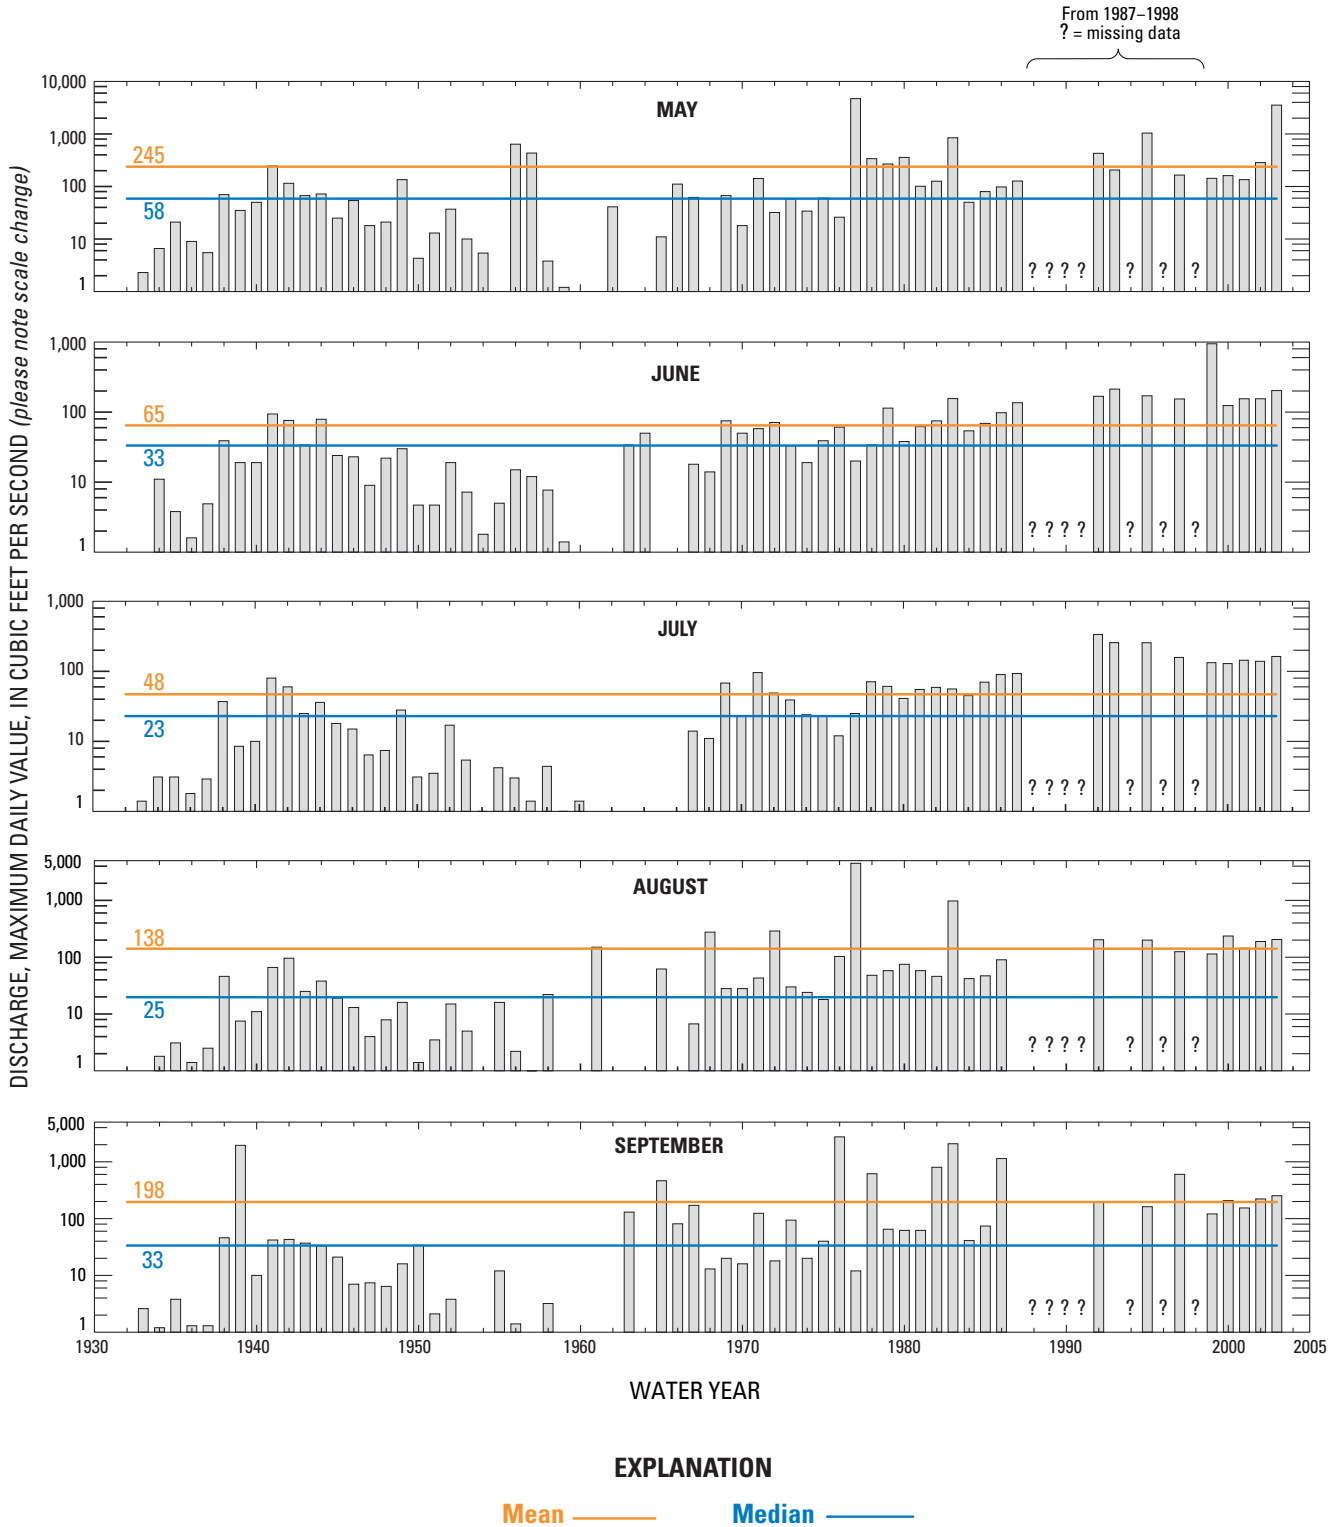 From 1987–1998
? = missing data
DISCHARGE, MAXIMUM DAILY VALUE, IN CUBIC FEET PER SECOND (please note scale change)
MAY
10,000
1,000
100
10
1
245
58
? ? ? ? ? ? ?
JUNE
1,000
100
10
1
65
33
? ? ? ? ? ? ?
JULY
1,000
100
10
1
48
23
? ? ? ? ? ? ?
AUGUST
5,000
1,000
100
10
1
138
25
? ? ? ? ? ? ?
SEPTEMBER
5,000
1,000
100
10
1
198
33
? ? ? ? ? ? ?
1930 1940 1950 1960 1970 1980 1990 2000 2005
WATER YEAR
EXPLANATION
Mean Median